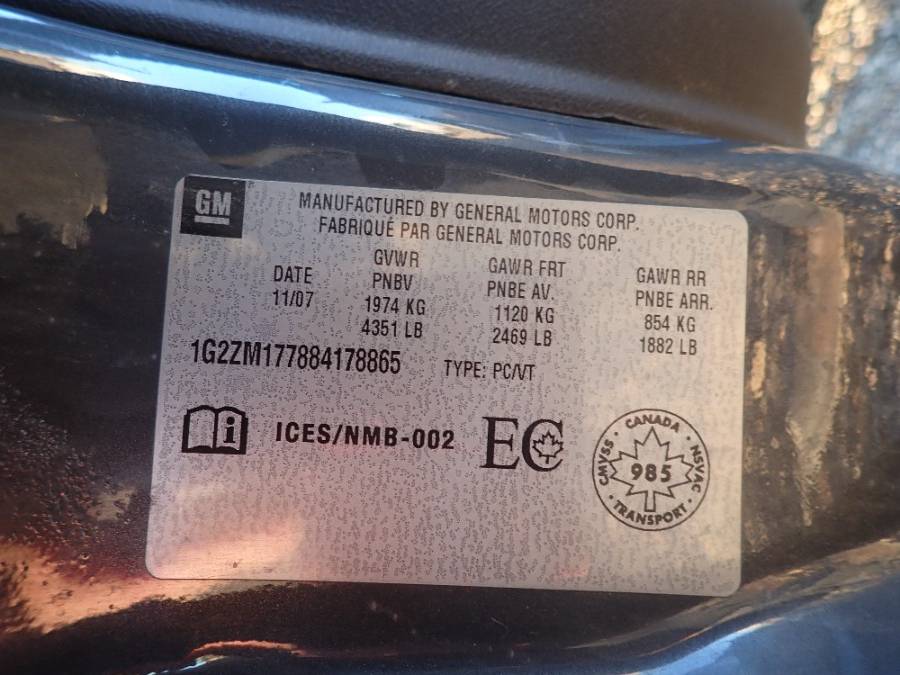 GM
MANUFACTURED BY GENERAL MOTORS CORP.
FABRIQUÉ PAR GENERAL MOTORS CORP.
DATE
11/07
GVWR
PNBV
1974 KG
4351 LB
GAWR FRT
PNBE AV.
1120 KG
2469 LB
GAWR RR
PNBE ARR.
854 KG
1882 LB
1G2ZM177884178865
TYPE: PC/VT
i
ICES/NMB-002
EC
CMVSS · CANADA · NSVAC · TRANSPORT ·
985